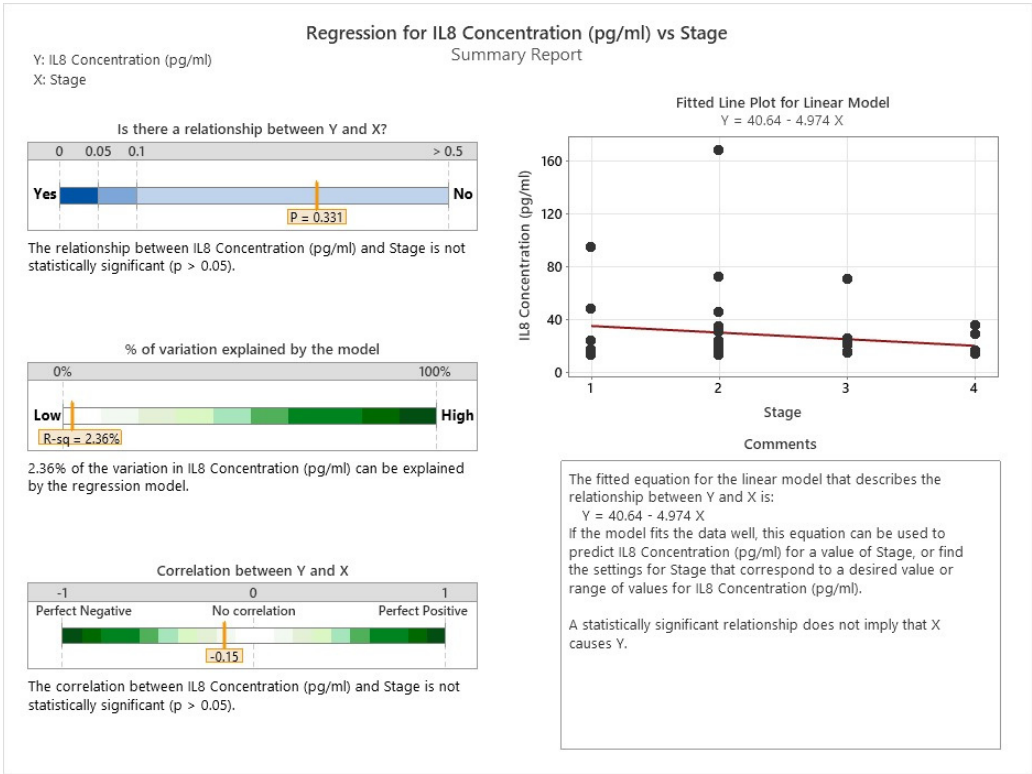 Regression for IL8 Concentration (pg/ml) vs Stage
Summary Report
Y: IL8 Concentration (pg/ml)
X: Stage
Is there a relationship between Y and X?
0 0.05 0.1 > 0.5
Yes No
P = 0.331
The relationship between IL8 Concentration (pg/ml) and Stage is not
statistically significant (p > 0.05).
% of variation explained by the model
0% 100%
Low High
R-sq = 2.36%
2.36% of the variation in IL8 Concentration (pg/ml) can be explained
by the regression model.
Correlation between Y and X
-1 0 1
Perfect Negative No correlation Perfect Positive
-0.15
The correlation between IL8 Concentration (pg/ml) and Stage is not
statistically significant (p > 0.05).
Fitted Line Plot for Linear Model
Y = 40.64 - 4.974 X
IL8 Concentration (pg/ml)
160
120
80
40
0
1 2 3 4
Stage
Comments
The fitted equation for the linear model that describes the
relationship between Y and X is:
Y = 40.64 - 4.974 X
If the model fits the data well, this equation can be used to
predict IL8 Concentration (pg/ml) for a value of Stage, or find
the settings for Stage that correspond to a desired value or
range of values for IL8 Concentration (pg/ml).
A statistically significant relationship does not imply that X
causes Y.